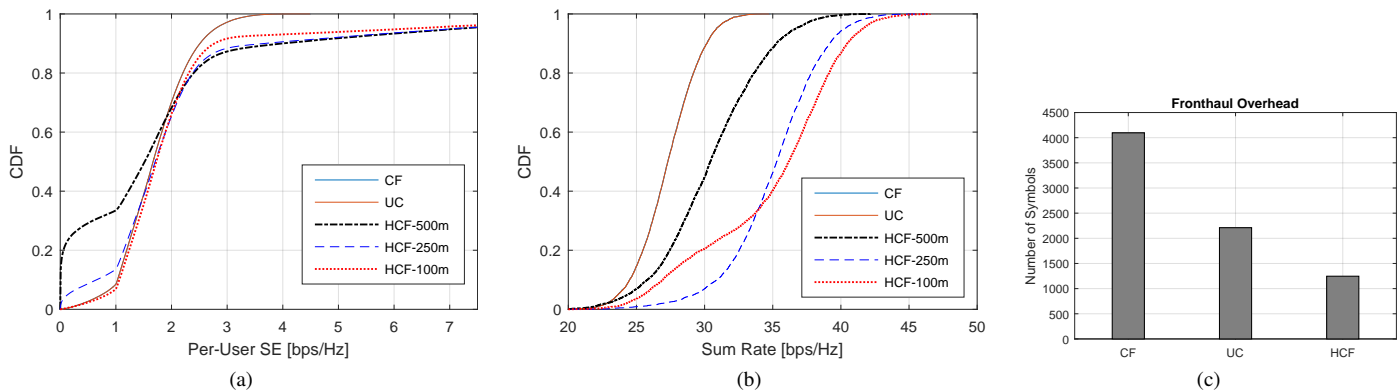 1
0.8
0.6
0.4
0.2
0
CDF
0 1 2 3 4 5 6 7
Per-User SE [bps/Hz]
CF
UC
HCF-500m
HCF-250m
HCF-100m
(a)
1
0.8
0.6
0.4
0.2
0
CDF
20 25 30 35 40 45 50
Sum Rate [bps/Hz]
CF
UC
HCF-500m
HCF-250m
HCF-100m
(b)
Fronthaul Overhead
4500
4000
3500
3000
2500
2000
1500
1000
500
0
Number of Symbols
CF UC HCF
(c)